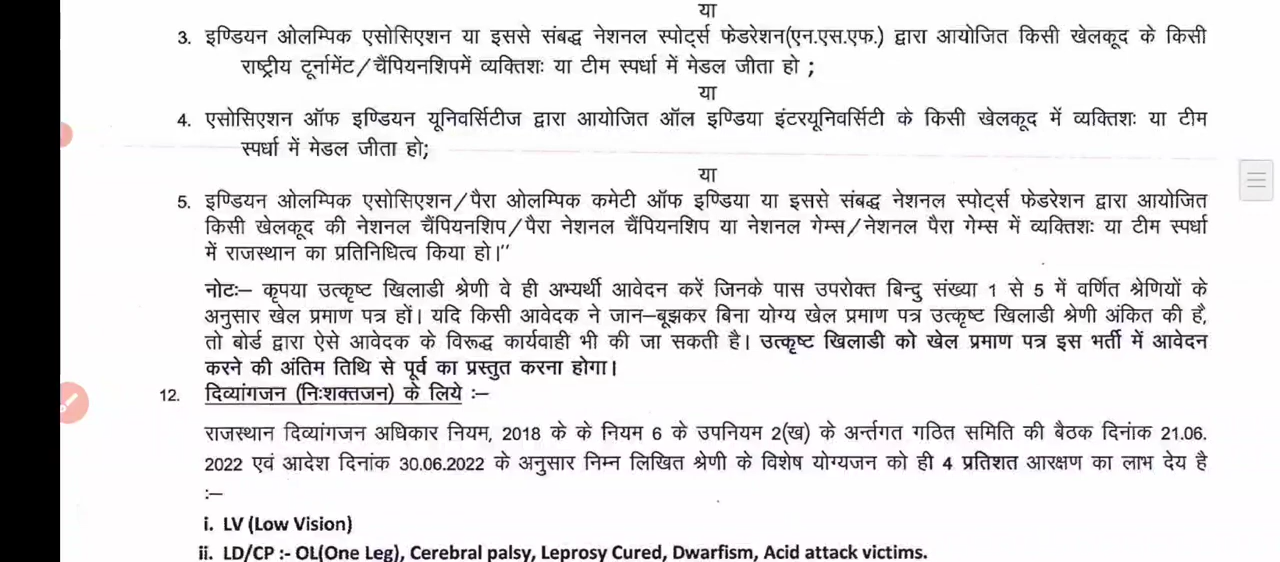 या
3. इण्डियन ओलम्पिक एसोसिएशन या इससे संबद्ध नेशनल स्पोर्ट्स फेडरेशन(एन.एस.एफ.) द्वारा आयोजित किसी खेलकूद के किसी
राष्ट्रीय टूर्नामेंट/चैंपियनशिपमें व्यक्तिशः या टीम स्पर्धा में मेडल जीता हो ;
या
4. एसोसिएशन ऑफ इण्डियन यूनिवर्सिटीज द्वारा आयोजित ऑल इण्डिया इंटरयूनिवर्सिटी के किसी खेलकूद में व्यक्तिशः या टीम
स्पर्धा में मेडल जीता हो;
या
5. इण्डियन ओलम्पिक एसोसिएशन/पैरा ओलम्पिक कमेटी ऑफ इण्डिया या इससे संबद्ध नेशनल स्पोर्ट्स फेडरेशन द्वारा आयोजित
किसी खेलकूद की नेशनल चैंपियनशिप/पैरा नेशनल चैंपियनशिप या नेशनल गेम्स/नेशनल पैरा गेम्स में व्यक्तिशः या टीम स्पर्धा
में राजस्थान का प्रतिनिधित्व किया हो।"
नोटः– कृपया उत्कृष्ट खिलाडी श्रेणी वे ही अभ्यर्थी आवेदन करें जिनके पास उपरोक्त बिन्दु संख्या 1 से 5 में वर्णित श्रेणियों के
अनुसार खेल प्रमाण पत्र हों। यदि किसी आवेदक ने जान–बूझकर बिना योग्य खेल प्रमाण पत्र उत्कृष्ट खिलाडी श्रेणी अंकित की है,
तो बोर्ड द्वारा ऐसे आवेदक के विरूद्ध कार्यवाही भी की जा सकती है। उत्कृष्ट खिलाडी को खेल प्रमाण पत्र इस भर्ती में आवेदन
करने की अंतिम तिथि से पूर्व का प्रस्तुत करना होगा।
12. दिव्यांगजन (निःशक्तजन) के लिये :–
राजस्थान दिव्यांगजन अधिकार नियम, 2018 के के नियम 6 के उपनियम 2(ख) के अर्न्तगत गठित समिति की बैठक दिनांक 21.06.
2022 एवं आदेश दिनांक 30.06.2022 के अनुसार निम्न लिखित श्रेणी के विशेष योग्यजन को ही 4 प्रतिशत आरक्षण का लाभ देय है
:–
i. LV (Low Vision)
ii. LD/CP :- OL(One Leg), Cerebral palsy, Leprosy Cured, Dwarfism, Acid attack victims.